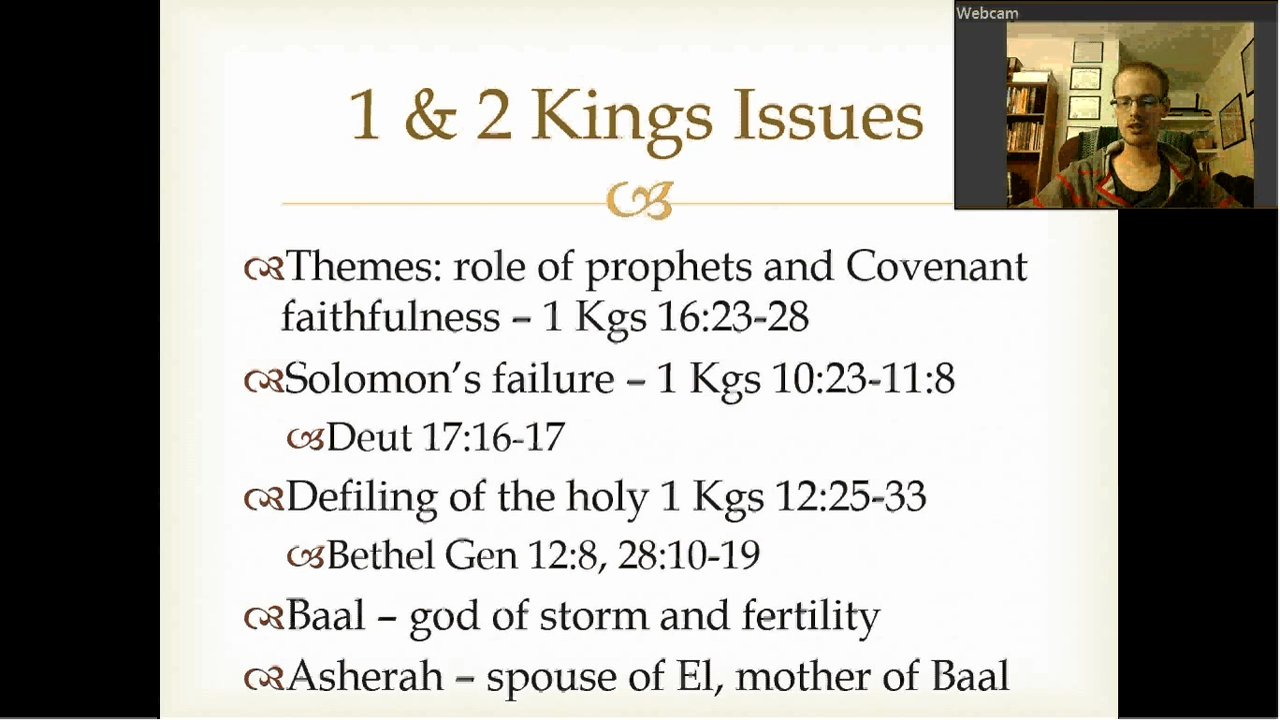 Webcam
1 & 2 Kings Issues
Themes: role of prophets and Covenant
faithfulness – 1 Kgs 16:23-28
Solomon’s failure – 1 Kgs 10:23-11:8
Deut 17:16-17
Defiling of the holy 1 Kgs 12:25-33
Bethel Gen 12:8, 28:10-19
Baal – god of storm and fertility
Asherah – spouse of El, mother of Baal